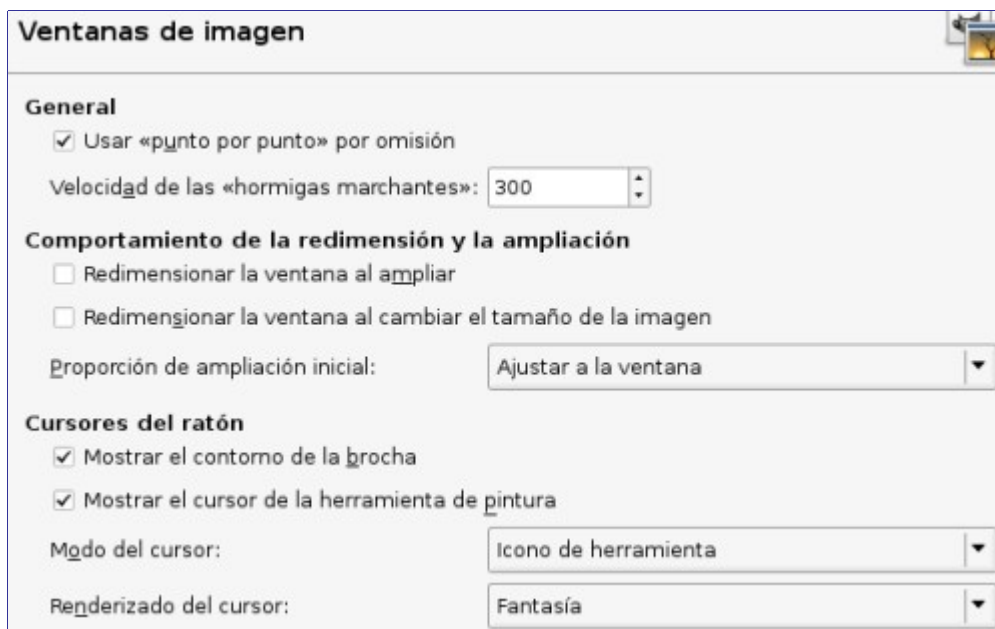 Ventanas de imagen
General
Usar «punto por punto» por omisión
Velocidad de las «hormigas marchantes»: 300
Comportamiento de la redimensión y la ampliación
Redimensionar la ventana al ampliar
Redimensionar la ventana al cambiar el tamaño de la imagen
Proporción de ampliación inicial: Ajustar a la ventana
Cursores del ratón
Mostrar el contorno de la brocha
Mostrar el cursor de la herramienta de pintura
Modo del cursor: Icono de herramienta
Renderizado del cursor: Fantasía